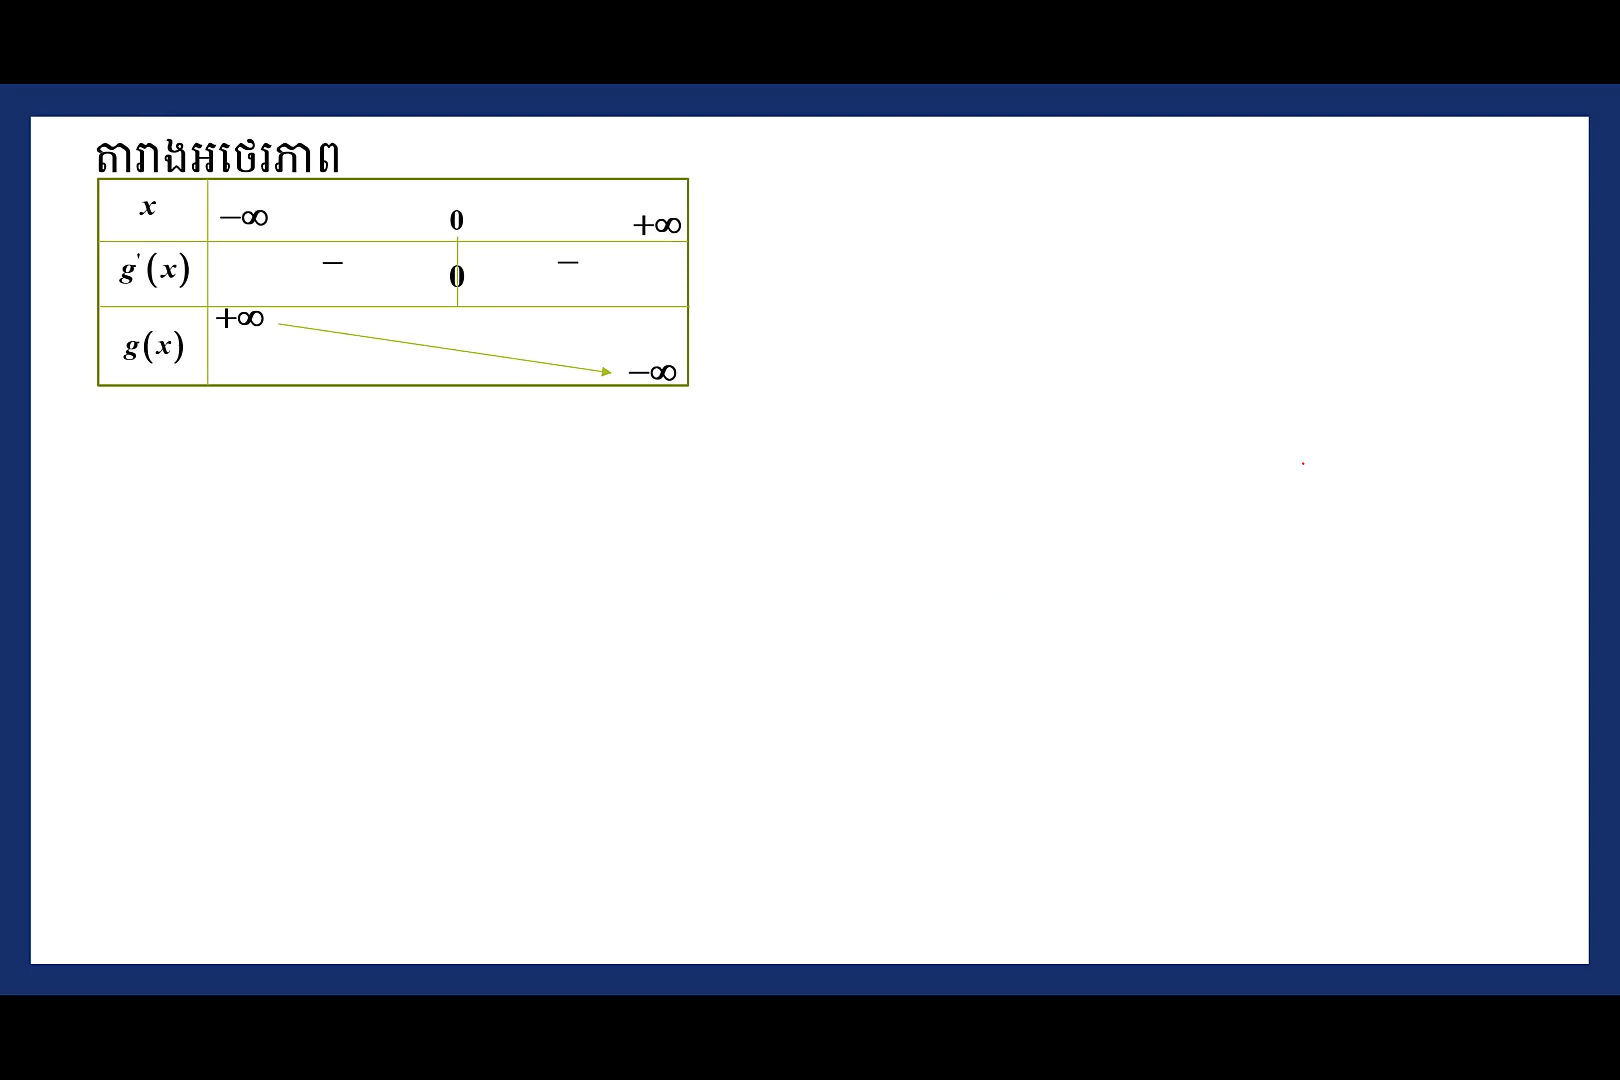 តារាងអថេរភាព
x −∞ 0 +∞
g'(x) − 0 −
g(x) +∞ −∞